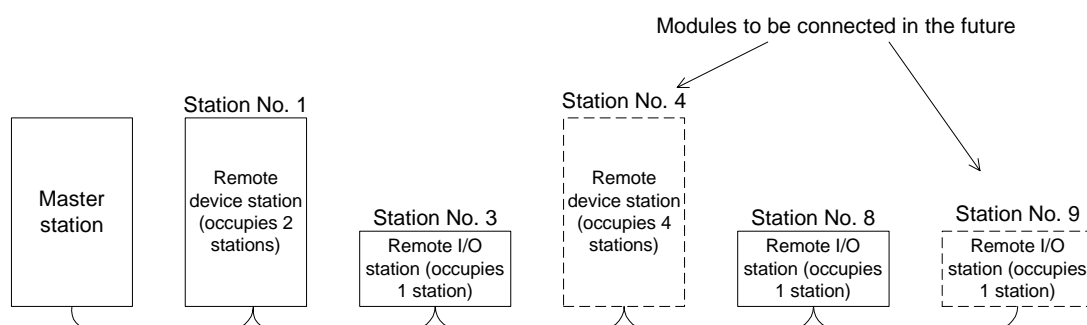 Modules to be connected in the future
Station No. 1
Station No. 4
Master
station
Remote
device station
(occupies 2
stations)
Station No. 3
Remote I/O
station (occupies
1 station)
Remote
device station
(occupies 4
stations)
Station No. 8
Remote I/O
station (occupies
1 station)
Station No. 9
Remote I/O
station (occupies
1 station)